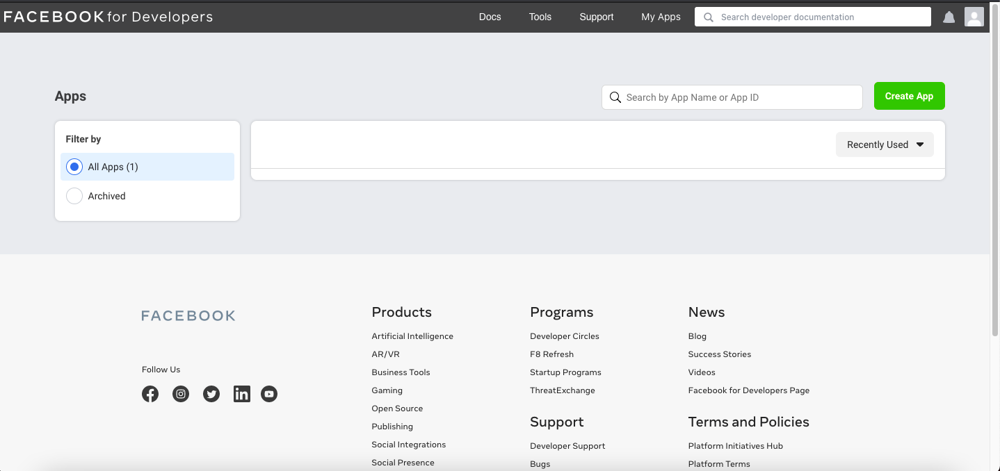 FACEBOOK for Developers
Docs
Tools
Support
My Apps
Search developer documentation
Apps
Search by App Name or App ID
Create App
Filter by
All Apps (1)
Archived
Recently Used
FACEBOOK
Follow Us
Products
Artificial Intelligence
AR/VR
Business Tools
Gaming
Open Source
Publishing
Social Integrations
Social Presence
Programs
Developer Circles
F8 Refresh
Startup Programs
ThreatExchange
Support
Developer Support
Bugs
News
Blog
Success Stories
Videos
Facebook for Developers Page
Terms and Policies
Platform Initiatives Hub
Platform Terms